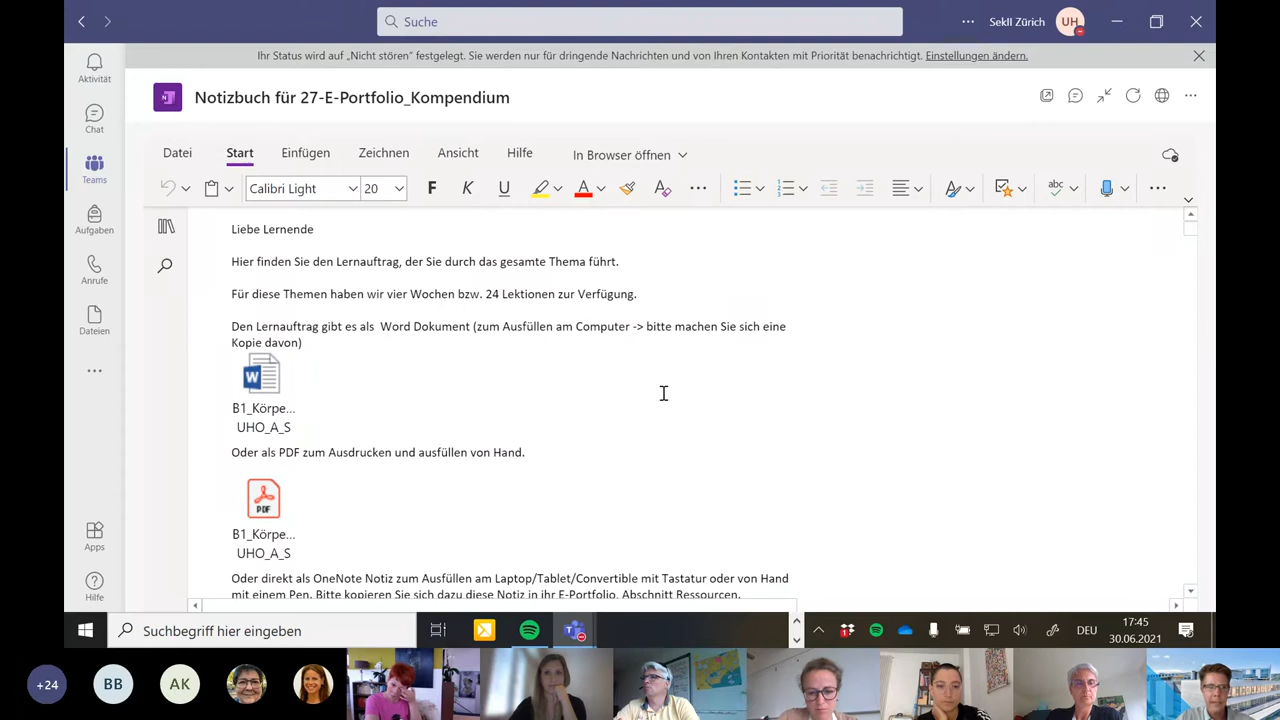 Suche
SekII Zürich
UH
Ihr Status wird auf „Nicht stören" festgelegt. Sie werden nur für dringende Nachrichten und von Ihren Kontakten mit Priorität benachrichtigt. Einstellungen ändern.
Aktivität
Chat
Teams
Aufgaben
Anrufe
Dateien
Apps
Hilfe
N
Notizbuch für 27-E-Portfolio_Kompendium
Datei Start Einfügen Zeichnen Ansicht Hilfe In Browser öffnen
Calibri Light 20 F K U A A abc
Liebe Lernende
Hier finden Sie den Lernauftrag, der Sie durch das gesamte Thema führt.
Für diese Themen haben wir vier Wochen bzw. 24 Lektionen zur Verfügung.
Den Lernauftrag gibt es als Word Dokument (zum Ausfüllen am Computer -> bitte machen Sie sich eine
Kopie davon)
W
B1_Körpe...
UHO_A_S
Oder als PDF zum Ausdrucken und ausfüllen von Hand.
PDF
B1_Körpe...
UHO_A_S
Oder direkt als OneNote Notiz zum Ausfüllen am Laptop/Tablet/Convertible mit Tastatur oder von Hand
mit einem Pen. Bitte kopieren Sie sich dazu diese Notiz in ihr E-Portfolio, Abschnitt Ressourcen.
Suchbegriff hier eingeben
DEU
17:45
30.06.2021
+24
BB
AK